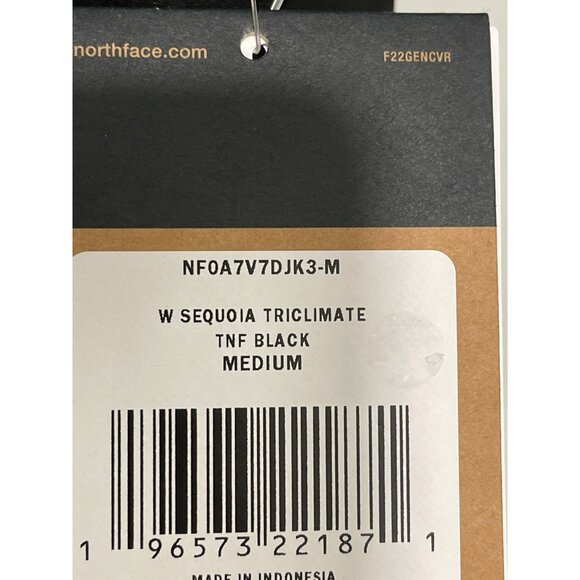 northface.com
F22GENCVR
NF0A7V7DJK3-M
W SEQUOIA TRICLIMATE
TNF BLACK
MEDIUM
1 96573 22187 1
MADE IN INDONESIA